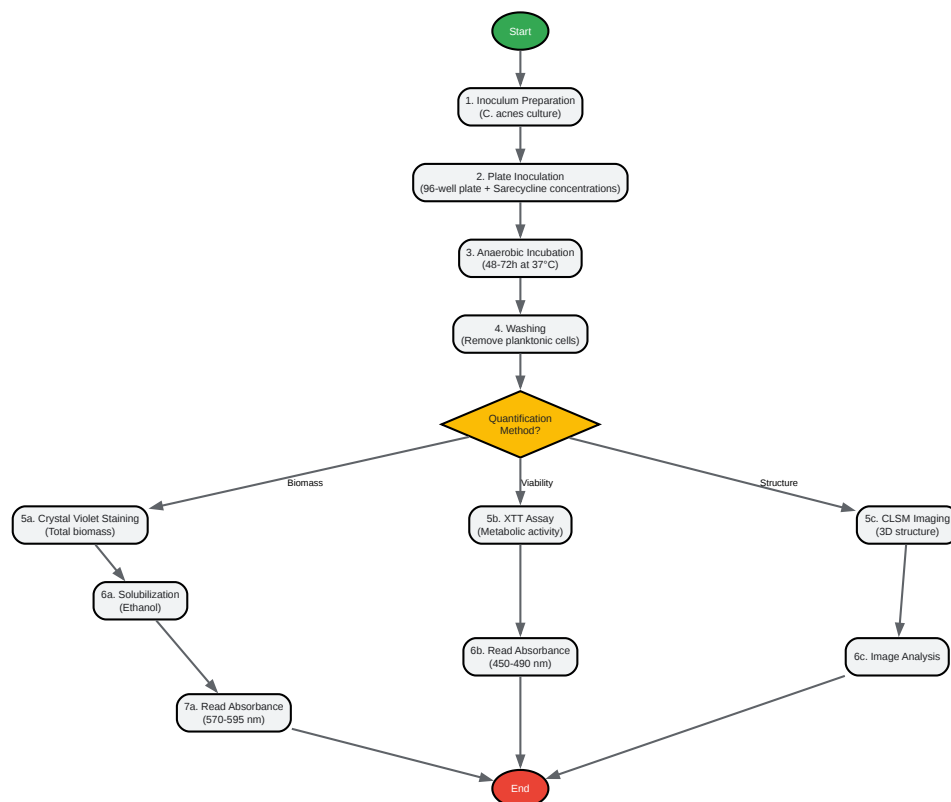 Start
1. Inoculum Preparation
(C. acnes culture)
2. Plate Inoculation
(96-well plate + Sarecycline concentrations)
3. Anaerobic Incubation
(48-72h at 37°C)
4. Washing
(Remove planktonic cells)
Quantification
Method?
Biomass
Viability
Structure
5a. Crystal Violet Staining
(Total biomass)
5b. XTT Assay
(Metabolic activity)
5c. CLSM Imaging
(3D structure)
6a. Solubilization
(Ethanol)
6b. Read Absorbance
(450-490 nm)
6c. Image Analysis
7a. Read Absorbance
(570-595 nm)
End